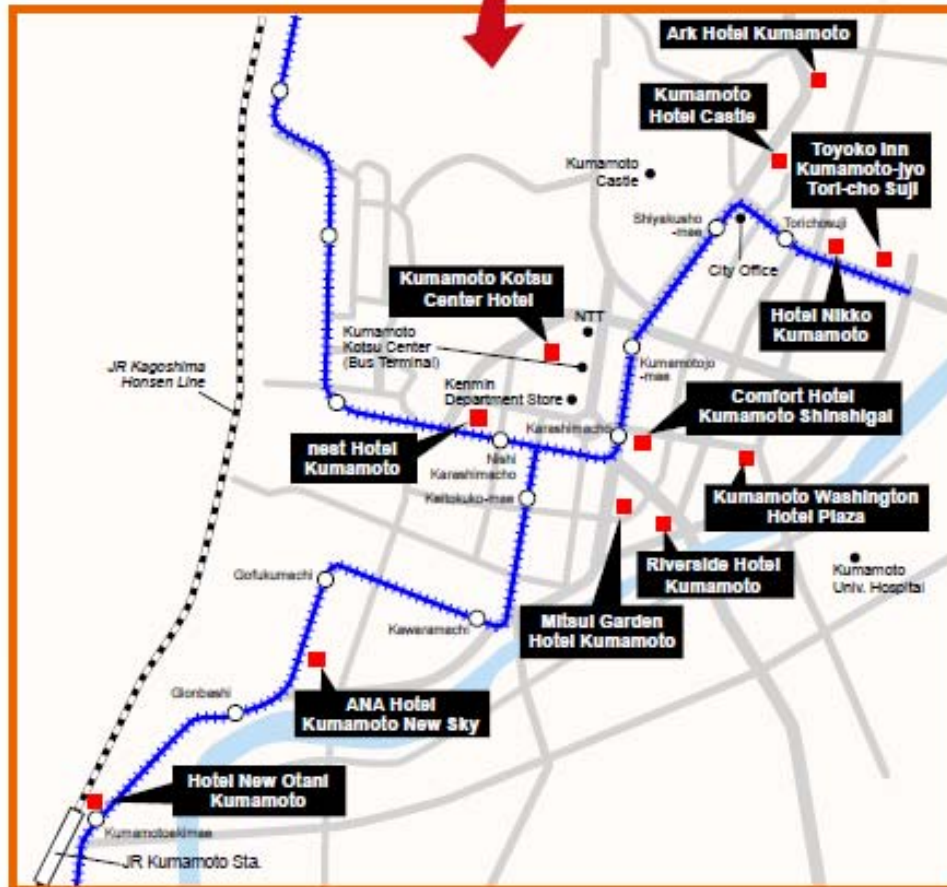 Ark Hotel Kumamoto
Kumamoto
Hotel Castle
Toyoko Inn
Kumamoto-jyo
Tori-cho Suji
Kumamoto
Castle
Shiyakusho
-mae
Torichosuji
City Office
Kumamoto Kotsu
Center Hotel
Hotel Nikko
Kumamoto
NTT
Kumamoto
Kotsu Center
(Bus Terminal)
Kumamotojo
-mae
JR Kagoshima
Honsen Line
Kenmin
Department Store
Comfort Hotel
Kumamoto Shinshigai
Karashimacho
nest Hotel
Kumamoto
Nishi
Karashimacho
Keitokuko-mae
Kumamoto Washington
Hotel Plaza
Riverside Hotel
Kumamoto
Kumamoto
Univ. Hospital
Gofukumachi
Kawaramachi
Mitsui Garden
Hotel Kumamoto
Gionbashi
ANA Hotel
Kumamoto New Sky
Hotel New Otani
Kumamoto
Kumamotoekimae
JR Kumamoto Sta.